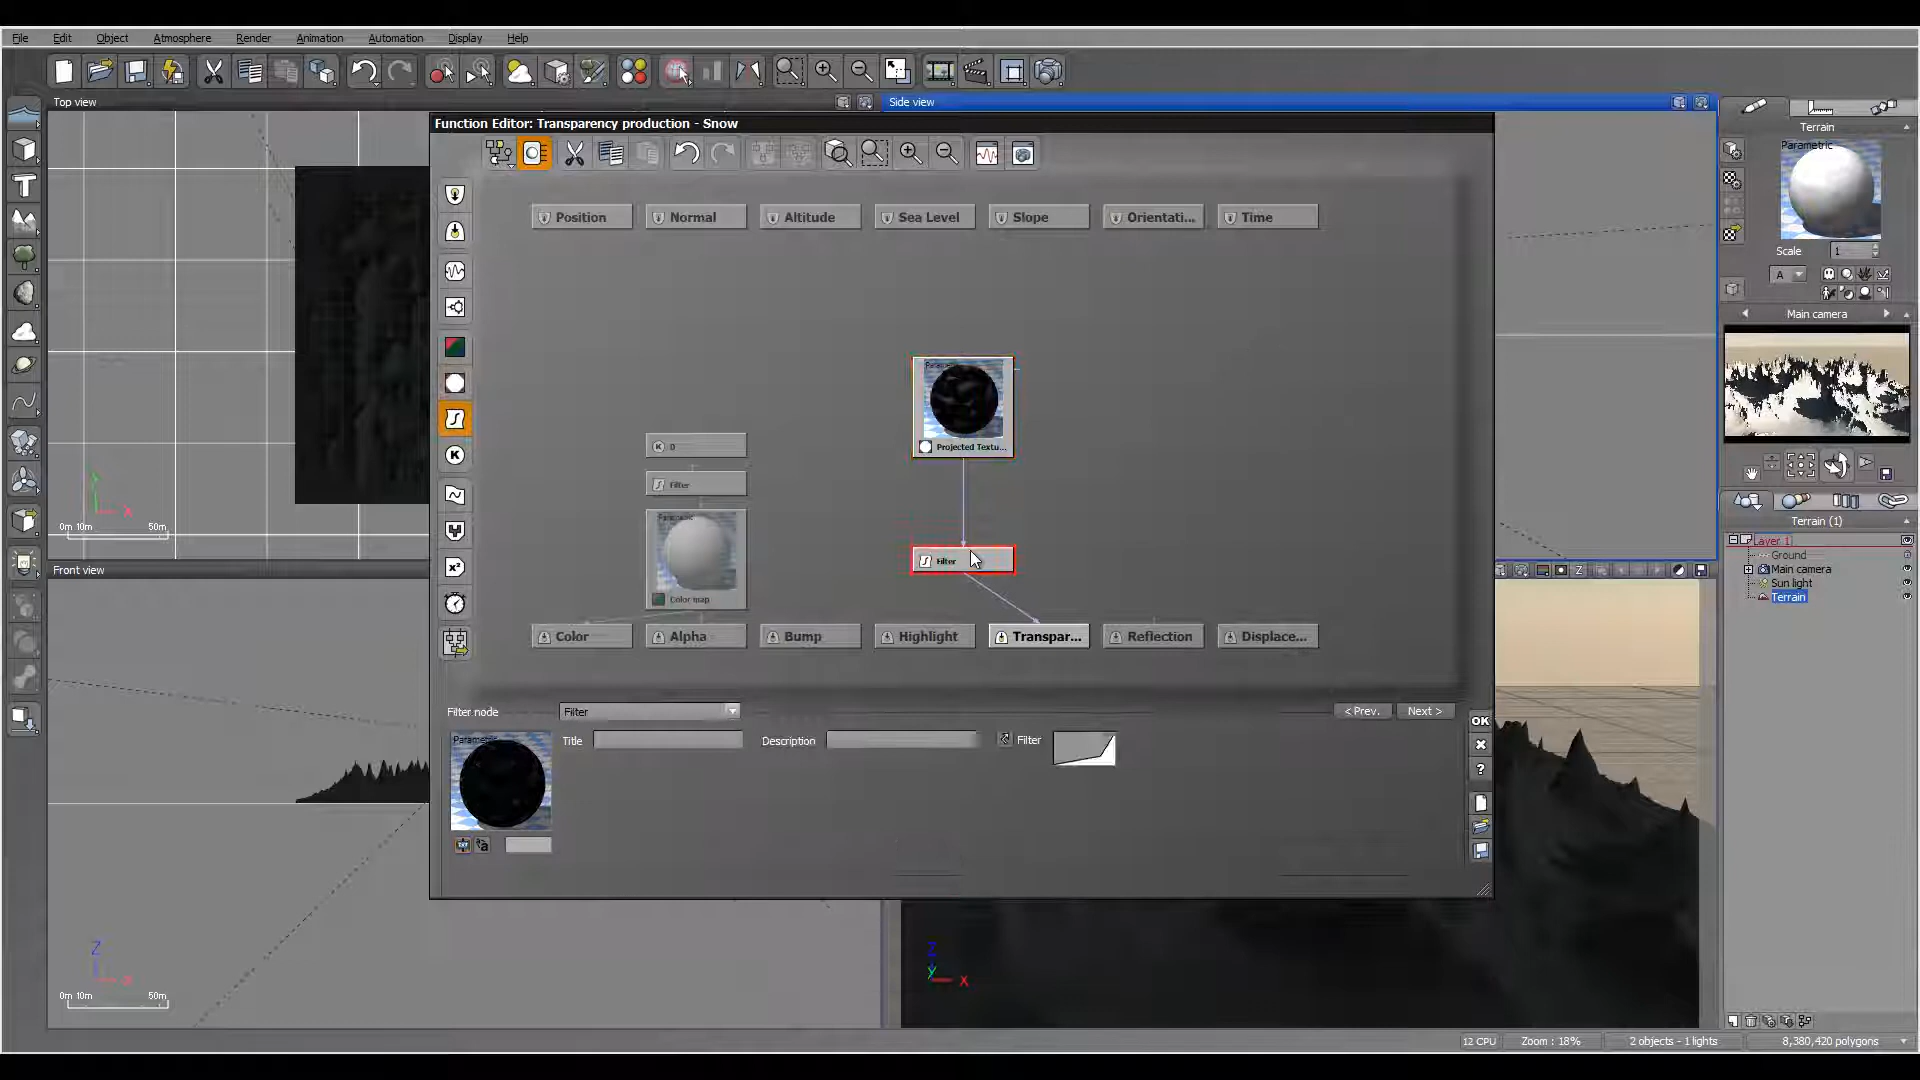 File Edit Object Atmosphere Render Animation Automation Display Help
Top view
Side view
Function Editor: Transparency production - Snow
Terrain
Parametric
Scale 1
A
Main camera
Position Normal Altitude Sea Level Slope Orientati... Time
Projected Textu...
K 0
Filter
Parametric
Color map
Filter
Color Alpha Bump Highlight Transpar... Reflection Displace...
Filter node Filter < Prev. Next >
Parametric
Title Description Filter
OK
?
0m 10m 50m
Front view
Z
X
0m 10m 50m
Z
Y X
Terrain (1)
Layer 1
Ground
Main camera
Sun light
Terrain
12 CPU Zoom : 18% 2 objects - 1 lights 8,380,420 polygons